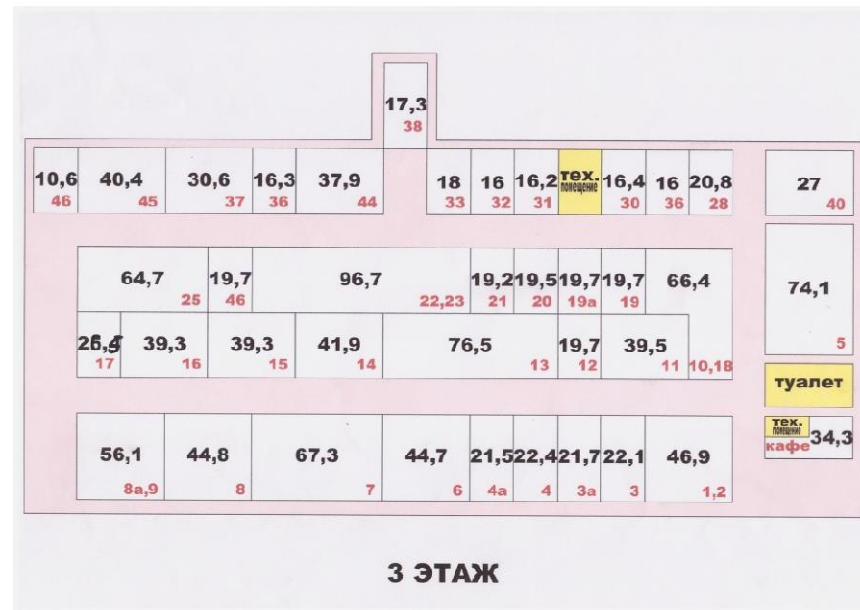 17,3
38
10,6 40,4 30,6 16,3 37,9 18 16 16,2 тех. 16,4 16 20,8 27
помещение
46 45 37 36 44 33 32 31 30 36 28 40
64,7 19,7 96,7 19,2 19,5 19,7 19,7 66,4 74,1
25 46 22,23 21 20 19а 19
39,3 39,3 41,9 76,5 19,7 39,5
5
17 16 15 14 13 12 11 10,18
туалет
тех.
помещение
кафе 34,3
56,1 44,8 67,3 44,7 21,5 22,4 21,7 22,1 46,9
8а,9 8 7 6 4а 4 3а 3 1,2
3 ЭТАЖ